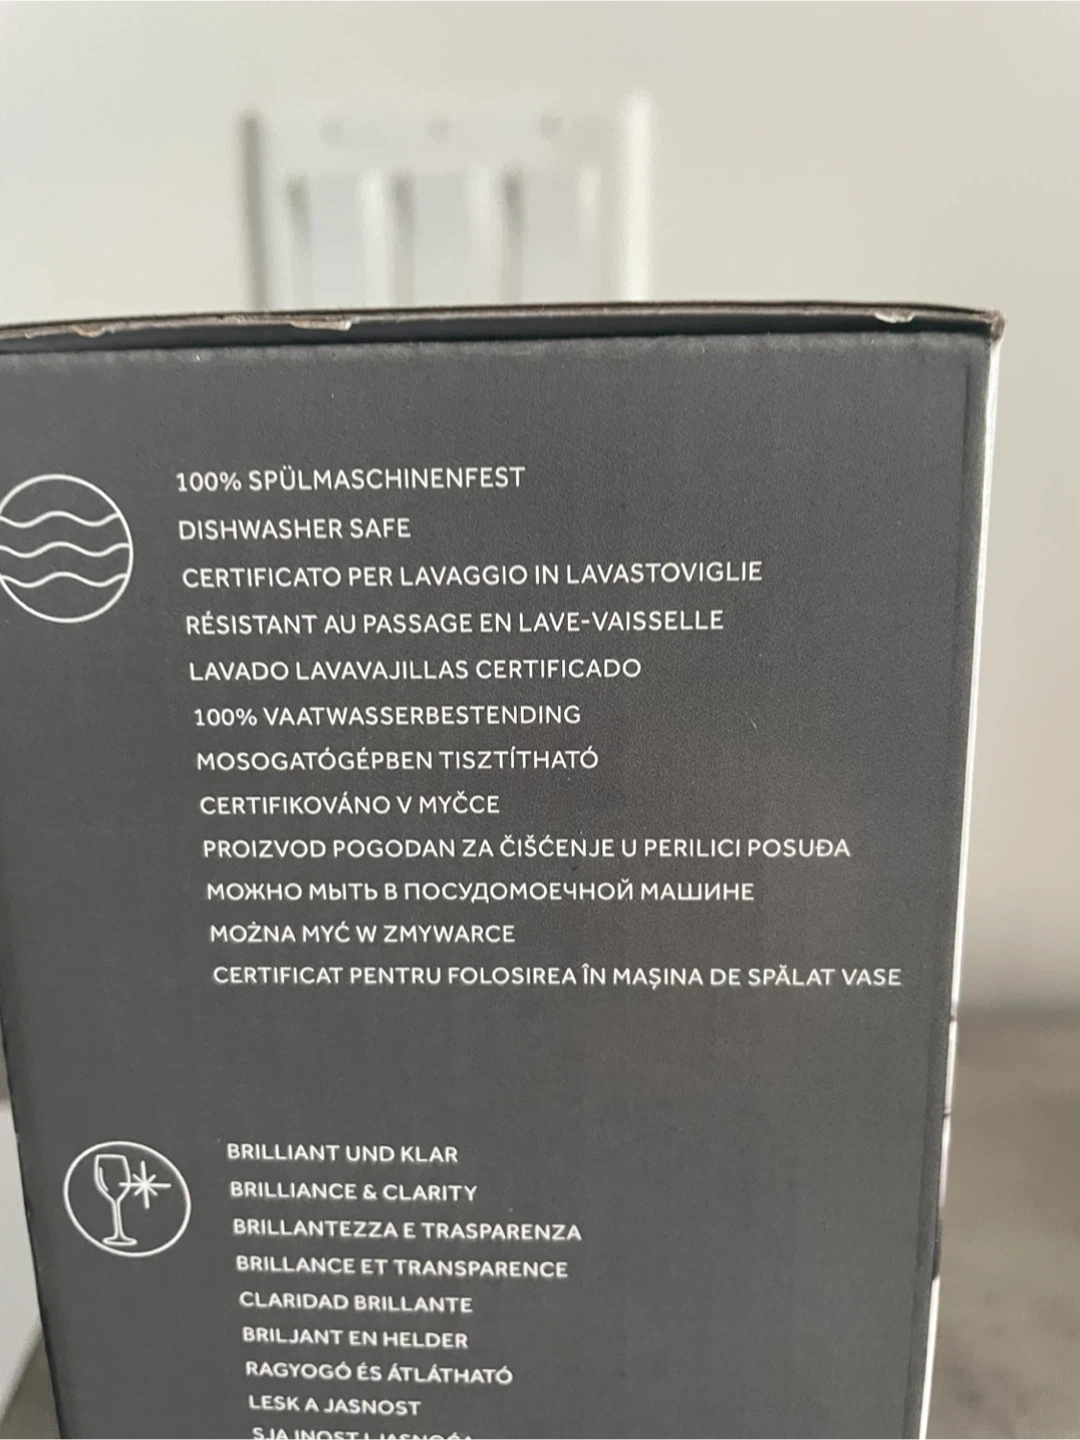 100% SPÜLMASCHINENFEST
DISHWASHER SAFE
CERTIFICATO PER LAVAGGIO IN LAVASTOVIGLIE
RÉSISTANT AU PASSAGE EN LAVE-VAISSELLE
LAVADO LAVAVAJILLAS CERTIFICADO
100% VAATWASSERBESTENDING
MOSOGATÓGÉPBEN TISZTÍTHATÓ
CERTIFIKOVÁNO V MYČCE
PROIZVOD POGODAN ZA ČIŠĆENJE U PERILICI POSUĐA
МОЖНО МЫТЬ В ПОСУДОМОЕЧНОЙ МАШИНЕ
MOŻNA MYĆ W ZMYWARCE
CERTIFICAT PENTRU FOLOSIREA ÎN MAȘINA DE SPĂLAT VASE
BRILLIANT UND KLAR
BRILLIANCE & CLARITY
BRILLANTEZZA E TRASPARENZA
BRILLANCE ET TRANSPARENCE
CLARIDAD BRILLANTE
BRILJANT EN HELDER
RAGYOGÓ ÉS ÁTLÁTHATÓ
LESK A JASNOST